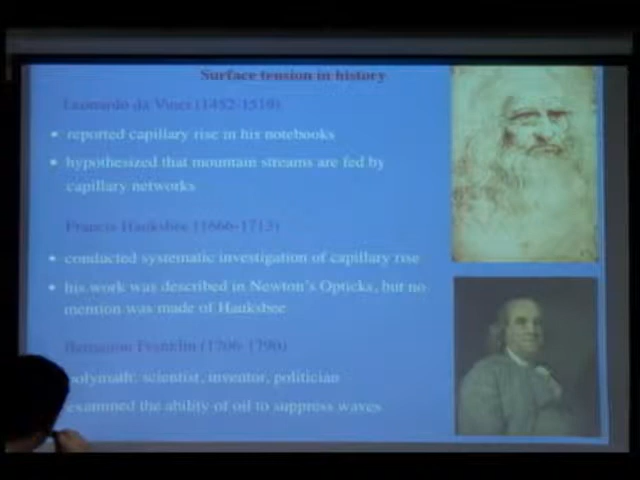 Surface tension in history
Leonardo da Vinci (1452-1519)
• reported capillary rise in his notebooks
• hypothesized that mountain streams are fed by
capillary networks
Francis Hauksbee (1666-1713)
• conducted systematic investigation of capillary rise
• his work was described in Newton's Opticks, but no
mention was made of Hauksbee
Benjamin Franklin (1706-1790)
polymath: scientist, inventor, politician
examined the ability of oil to suppress waves